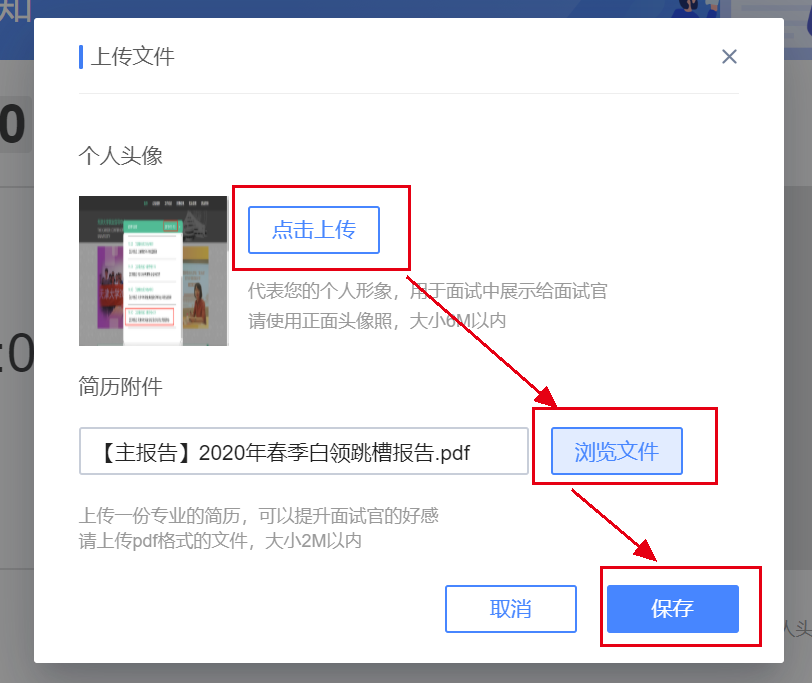 知
上传文件
0
个人头像
点击上传
代表您的个人形象，用于面试中展示给面试官
请使用正面头像照，大小6M以内
:0
简历附件
【主报告】2020年春季白领跳槽报告.pdf
浏览文件
上传一份专业的简历，可以提升面试官的好感
请上传pdf格式的文件，大小2M以内
取消
保存
人头